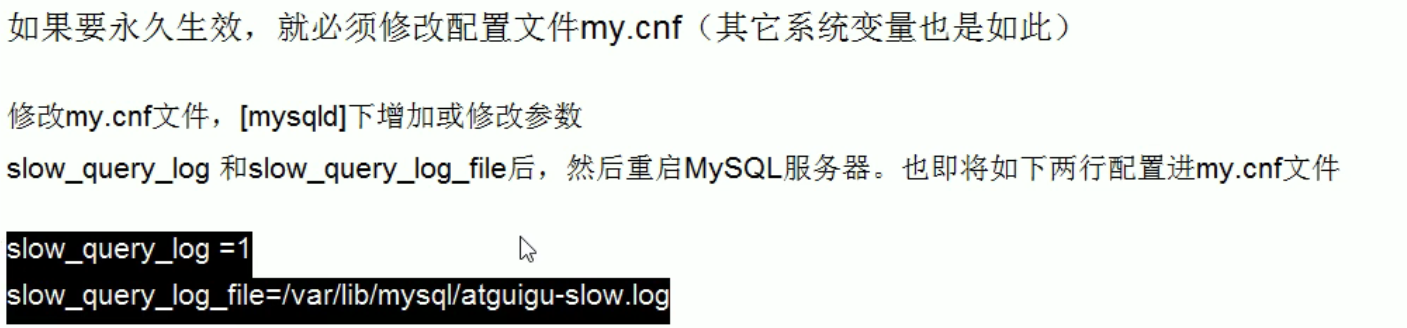 如果要永久生效，就必须修改配置文件my.cnf（其它系统变量也是如此）
修改my.cnf文件，[mysqld]下增加或修改参数
slow_query_log 和slow_query_log_file后，然后重启MySQL服务器。也即将如下两行配置进my.cnf文件
slow_query_log =1
slow_query_log_file=/var/lib/mysql/atguigu-slow.log